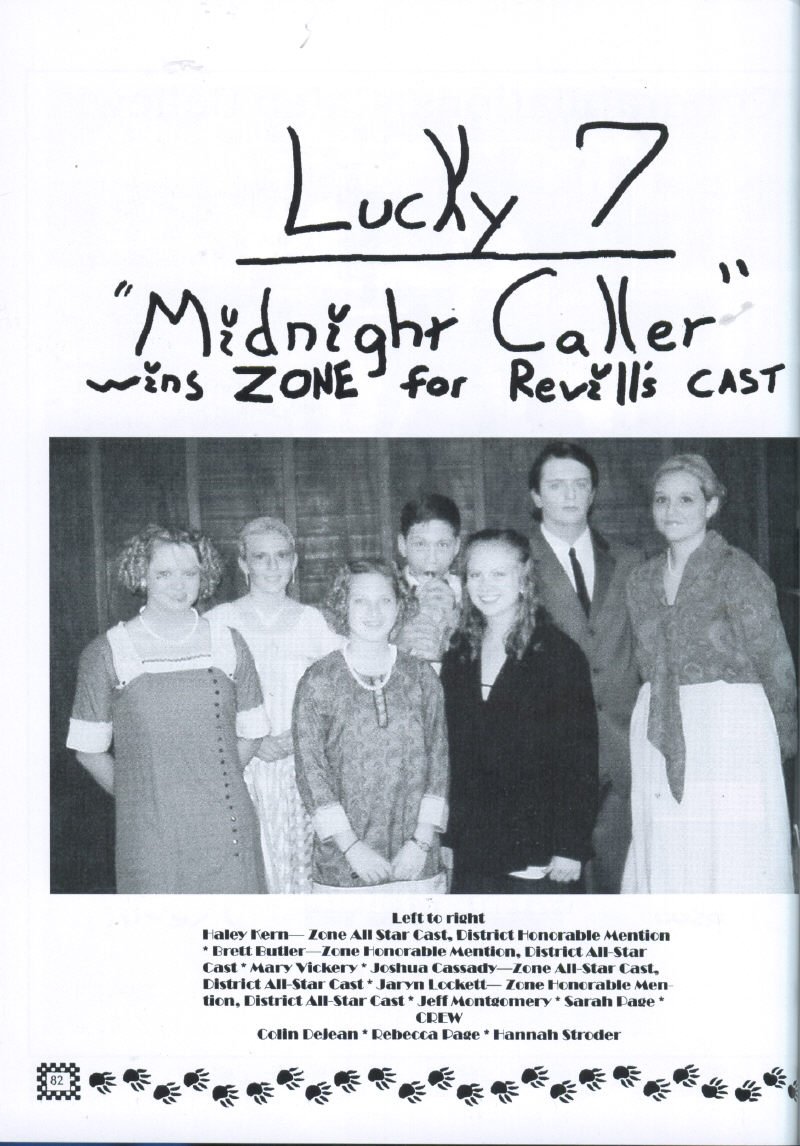 Lucky 7
"Midnight Caller"
wins ZONE for Revill's CAST
Left to right
Haley Kern— Zone All Star Cast, District Honorable Mention
* Brett Butler—Zone Honorable Mention, District All-Star
Cast * Mary Vickery * Joshua Cassady—Zone All-Star Cast,
District All-Star Cast * Jaryn Lockett— Zone Honorable Men-
tion, District All-Star Cast * Jeff Montgomery * Sarah Page *
CREW
Colin DeJean * Rebecca Page * Hannah Stroder
82